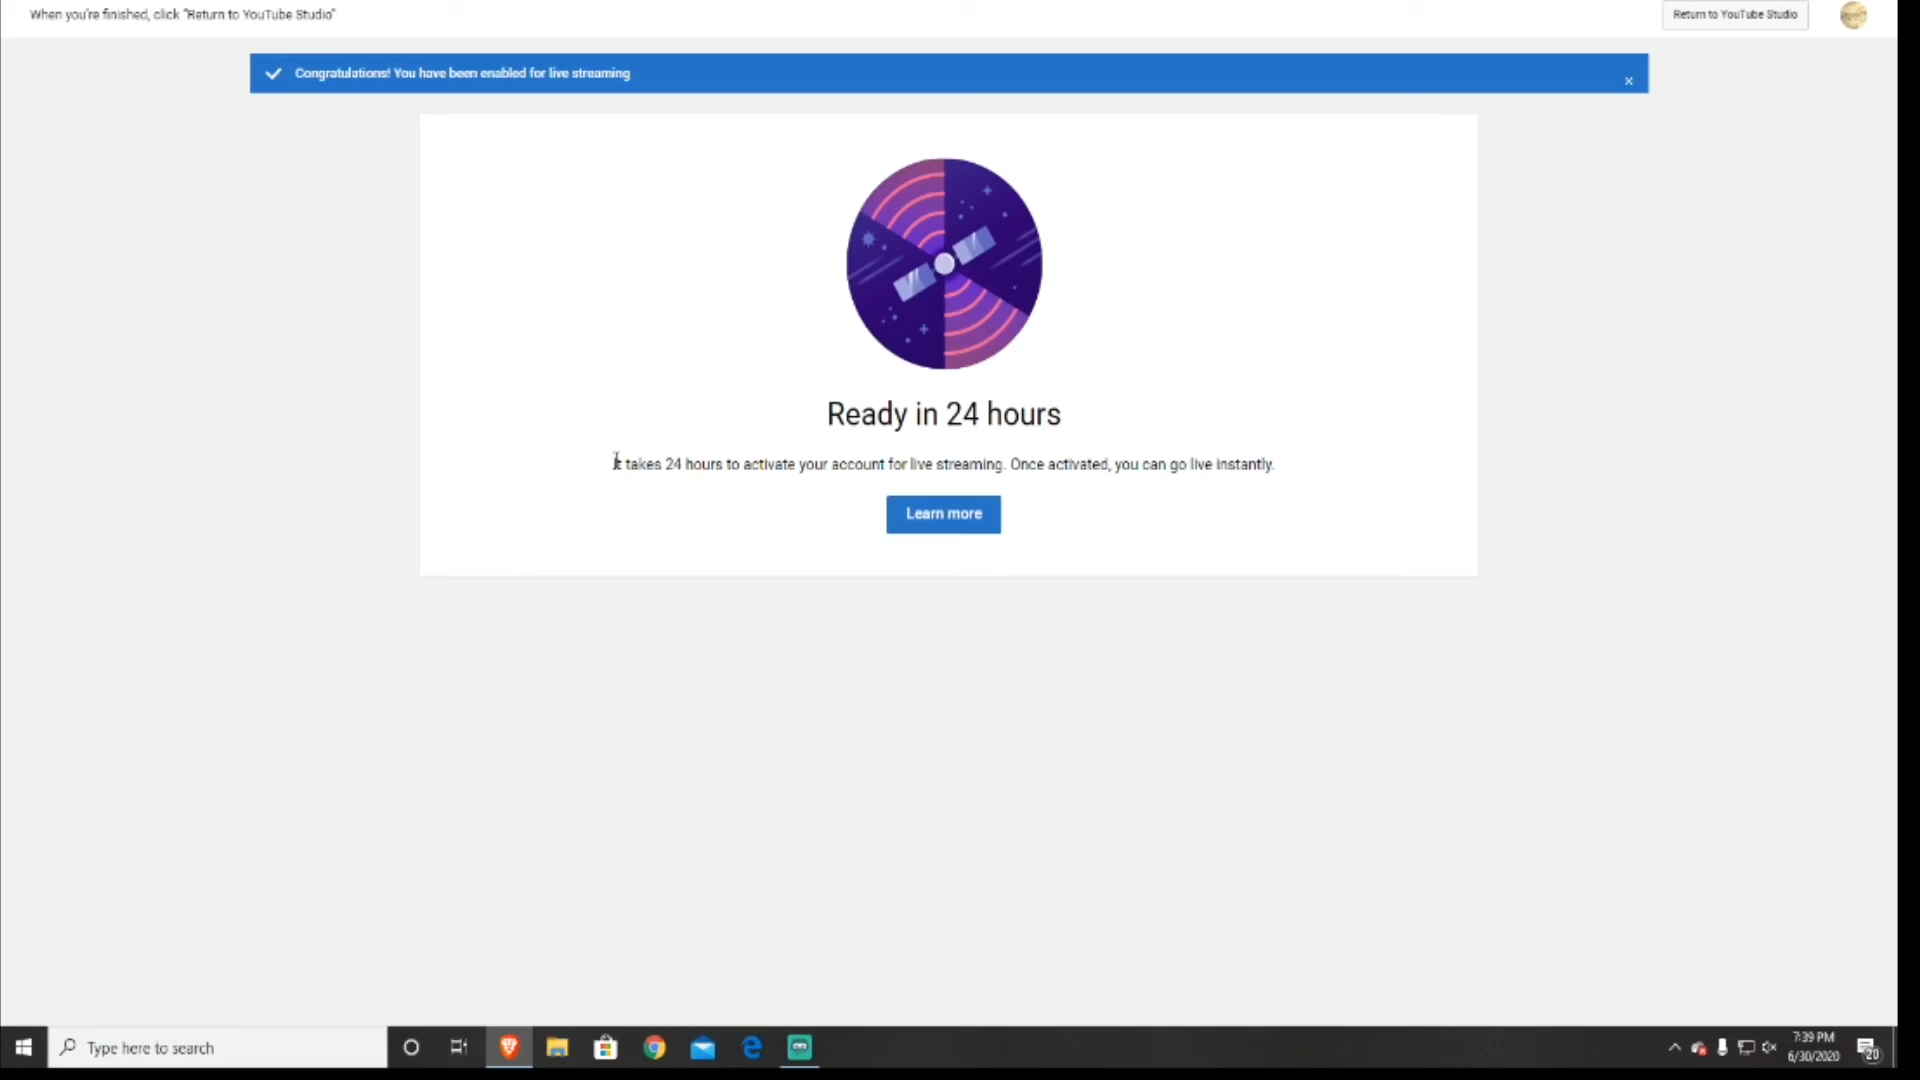 When you're finished, click "Return to YouTube Studio"
Return to YouTube Studio
Congratulations! You have been enabled for live streaming
×
Ready in 24 hours
It takes 24 hours to activate your account for live streaming. Once activated, you can go live instantly.
Learn more
Type here to search
7:39 PM
6/30/2020
20